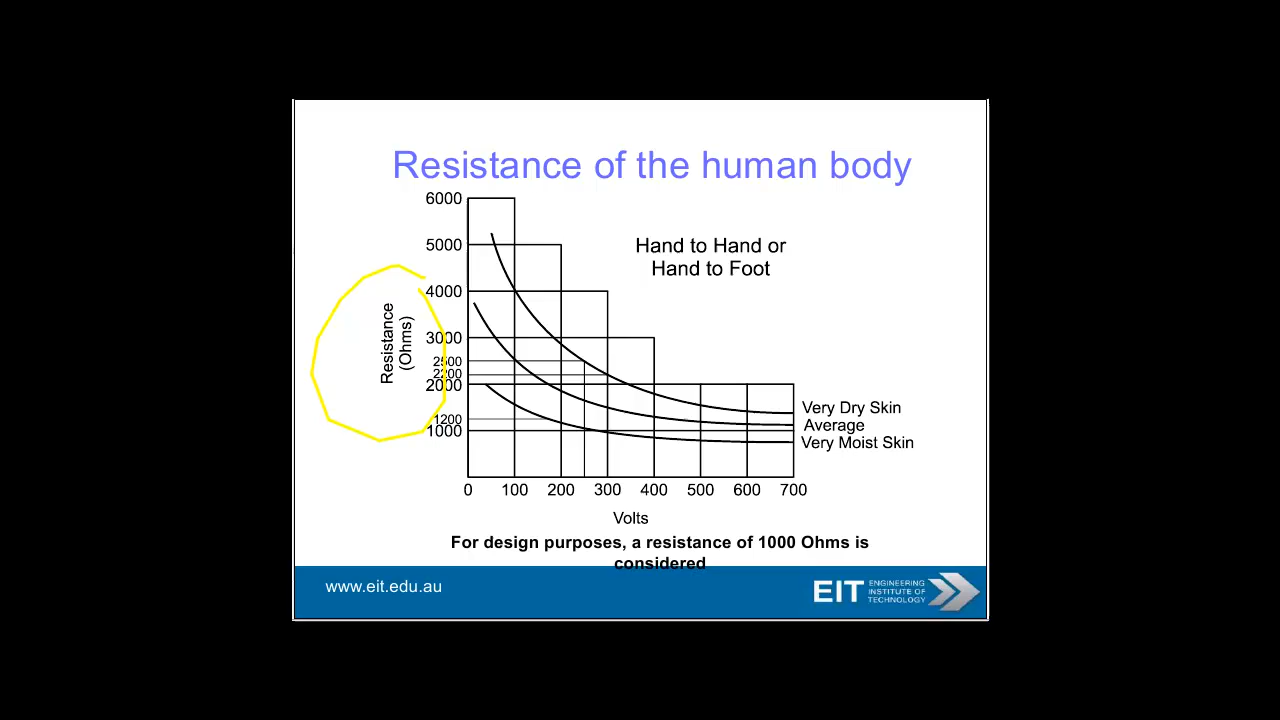 Resistance of the human body
6000
5000
4000
3000
2500
2200
2000
1200
1000
Resistance
(Ohms)
Hand to Hand or
Hand to Foot
Very Dry Skin
Average
Very Moist Skin
0 100 200 300 400 500 600 700
Volts
For design purposes, a resistance of 1000 Ohms is
considered
www.eit.edu.au
EIT
ENGINEERING
INSTITUTE OF
TECHNOLOGY